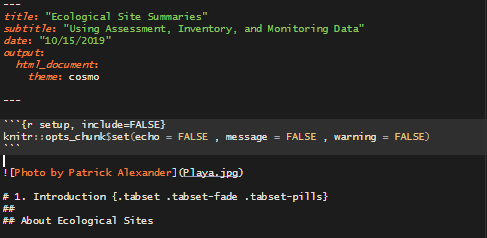 ---
title: "Ecological Site Summaries"
subtitle: "Using Assessment, Inventory, and Monitoring Data"
date: "10/15/2019"
output:
  html_document:
    theme: cosmo

---

```{r setup, include=FALSE}
knitr::opts_chunk$set(echo = FALSE , message = FALSE , warning = FALSE)
```

![Photo by Patrick Alexander](Playa.jpg)

# 1. Introduction {.tabset .tabset-fade .tabset-pills}
##
## About Ecological Sites